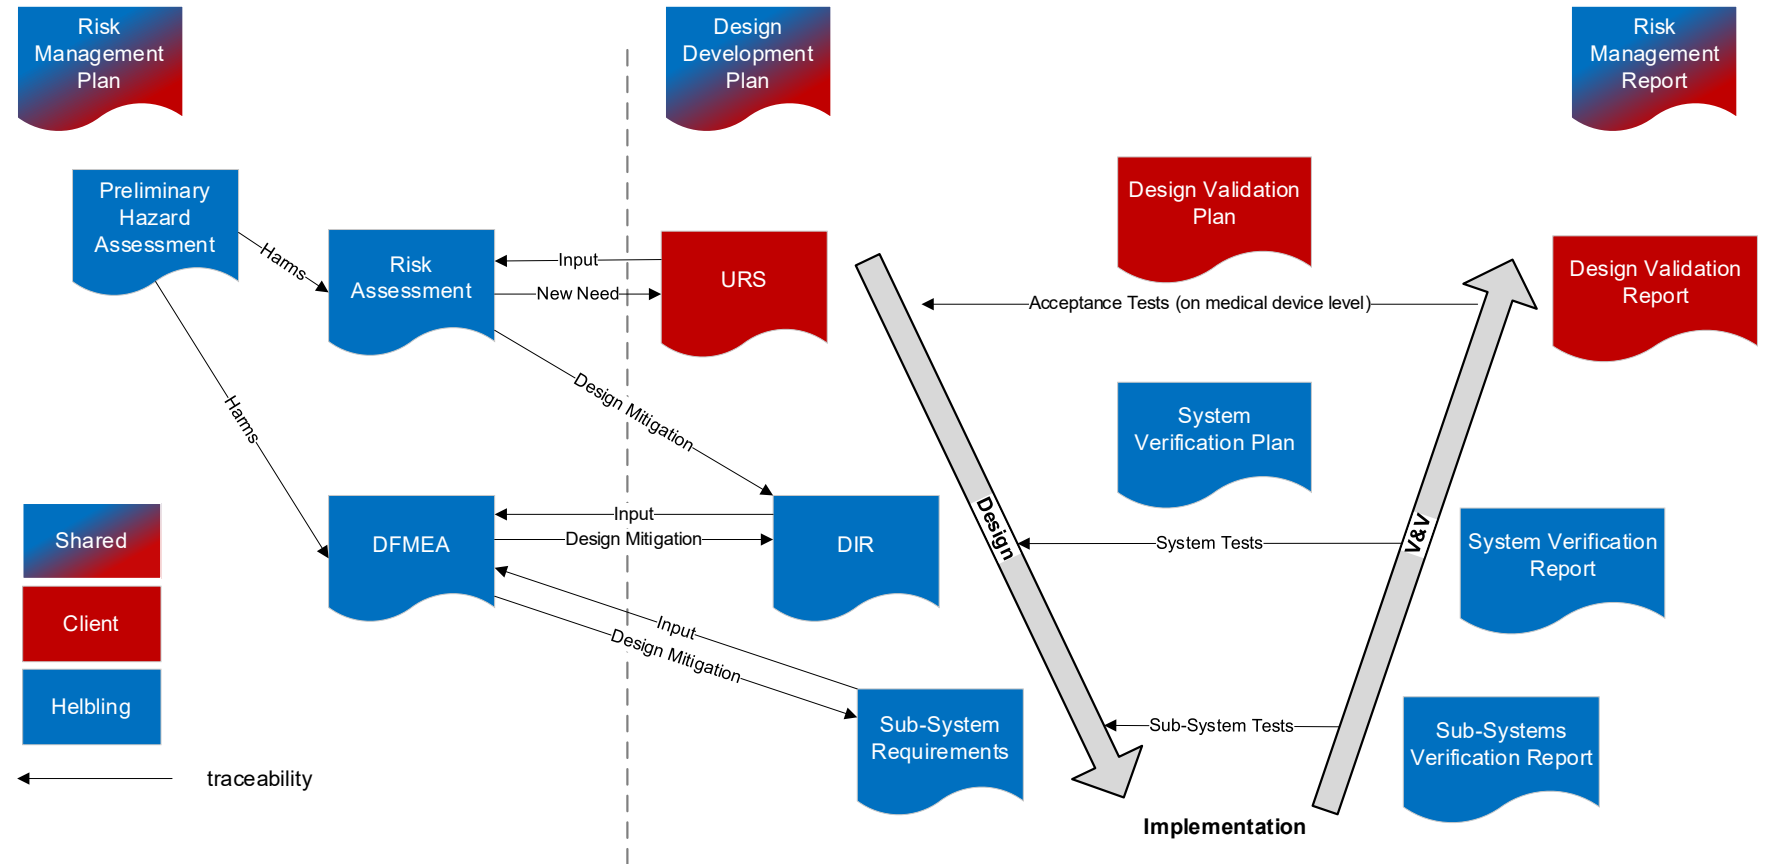 Risk
Management
Plan
Design
Development
Plan
Risk
Management
Report
Preliminary
Hazard
Assessment
Harms
Harms
Risk
Assessment
Input
New Need
URS
Design Mitigation
Design Validation
Plan
Acceptance Tests (on medical device level)
Design Validation
Report
System
Verification Plan
DFMEA
Input
Design Mitigation
DIR
Design
System Tests
V&V
System Verification
Report
Input
Design Mitigation
Sub-System
Requirements
Sub-System Tests
Sub-Systems
Verification Report
Implementation
Shared
Client
Helbling
traceability